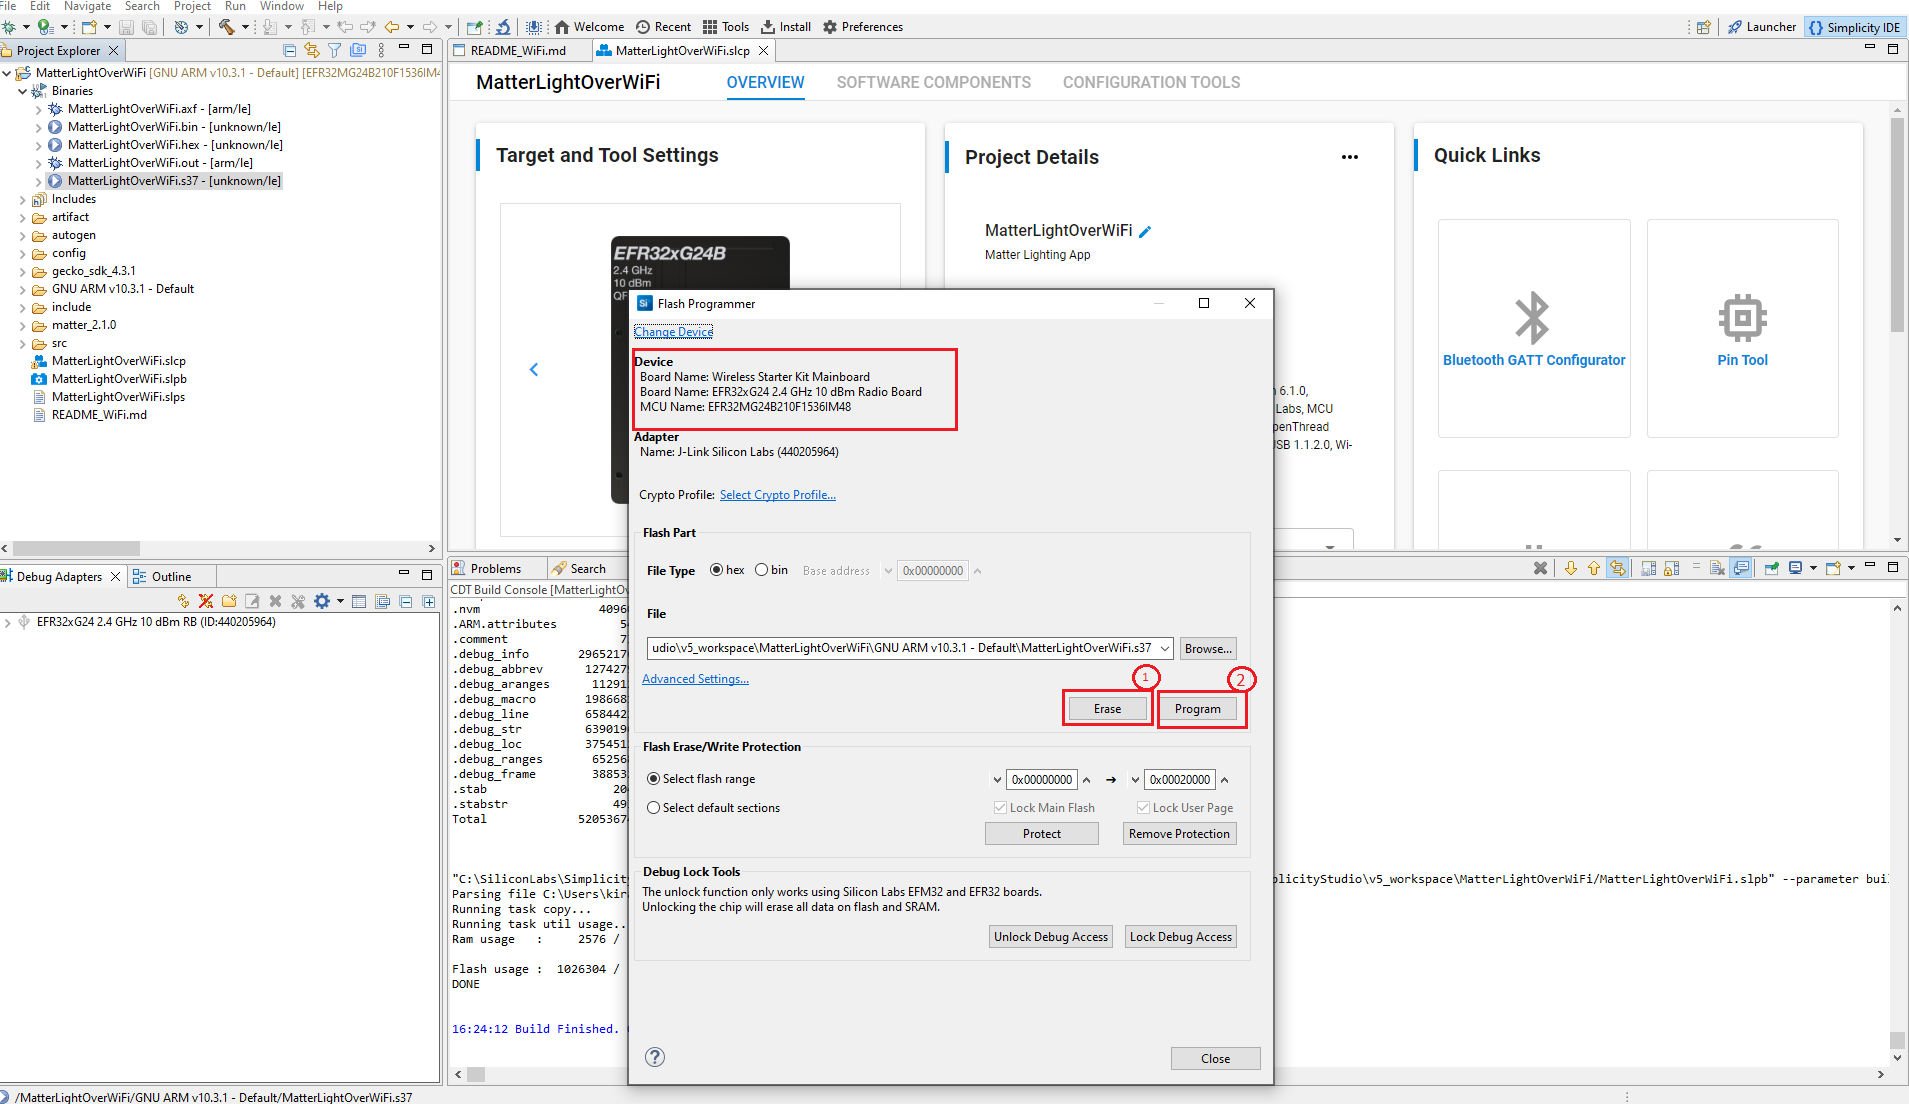 File Edit Navigate Search Project Run Window Help
Welcome Recent Tools Install Preferences Launcher Simplicity IDE
Project Explorer
MatterLightOverWiFi [GNU ARM v10.3.1 - Default] [EFR32MG24B210F1536IM4
Binaries
MatterLightOverWiFi.axf - [arm/le]
MatterLightOverWiFi.bin - [unknown/le]
MatterLightOverWiFi.hex - [unknown/le]
MatterLightOverWiFi.out - [arm/le]
MatterLightOverWiFi.s37 - [unknown/le]
Includes
artifact
autogen
config
gecko_sdk_4.3.1
GNU ARM v10.3.1 - Default
include
matter_2.1.0
src
MatterLightOverWiFi.slcp
MatterLightOverWiFi.slpb
MatterLightOverWiFi.slps
README_WiFi.md
README_WiFi.md MatterLightOverWiFi.slcp
MatterLightOverWiFi OVERVIEW SOFTWARE COMPONENTS CONFIGURATION TOOLS
Target and Tool Settings
EFR32xG24B
2.4 GHz
10 dBm
QF
Project Details
MatterLightOverWiFi
Matter Lighting App
6.1.0,
Labs, MCU
penThread
SB 1.1.2.0, Wi-
Quick Links
Bluetooth GATT Configurator
Pin Tool
Debug Adapters Outline
EFR32xG24 2.4 GHz 10 dBm RB (ID:440205964)
Problems Search
CDT Build Console [MatterLightOv
.nvm 4096
.ARM.attributes 5
.comment 7
.debug_info 2965217
.debug_abbrev 127427
.debug_aranges 11291
.debug_macro 198668
.debug_line 658442
.debug_str 639019
.debug_loc 375451
.debug_ranges 65256
.debug_frame 38853
.stab 20
.stabstr 49
Total 5205367
"C:\SiliconLabs\Simplicity
plicityStudio\v5_workspace\MatterLightOverWiFi/MatterLightOverWiFi.slpb" --parameter buil
Parsing file C:\Users\kir
Running task copy...
Running task util usage..
Ram usage : 2576 /
Flash usage : 1026304 /
DONE
16:24:12 Build Finished.
Flash Programmer
Change Device
Device
Board Name: Wireless Starter Kit Mainboard
Board Name: EFR32xG24 2.4 GHz 10 dBm Radio Board
MCU Name: EFR32MG24B210F1536IM48
Adapter
Name: J-Link Silicon Labs (440205964)
Crypto Profile: Select Crypto Profile...
Flash Part
File Type hex bin Base address 0x00000000
File
udio\v5_workspace\MatterLightOverWiFi\GNU ARM v10.3.1 - Default\MatterLightOverWiFi.s37 Browse...
Advanced Settings...
1 2
Erase Program
Flash Erase/Write Protection
Select flash range 0x00000000 → 0x00020000
Select default sections Lock Main Flash Lock User Page
Protect Remove Protection
Debug Lock Tools
The unlock function only works using Silicon Labs EFM32 and EFR32 boards.
Unlocking the chip will erase all data on flash and SRAM.
Unlock Debug Access Lock Debug Access
? Close
/MatterLightOverWiFi/GNU ARM v10.3.1 - Default/MatterLightOverWiFi.s37